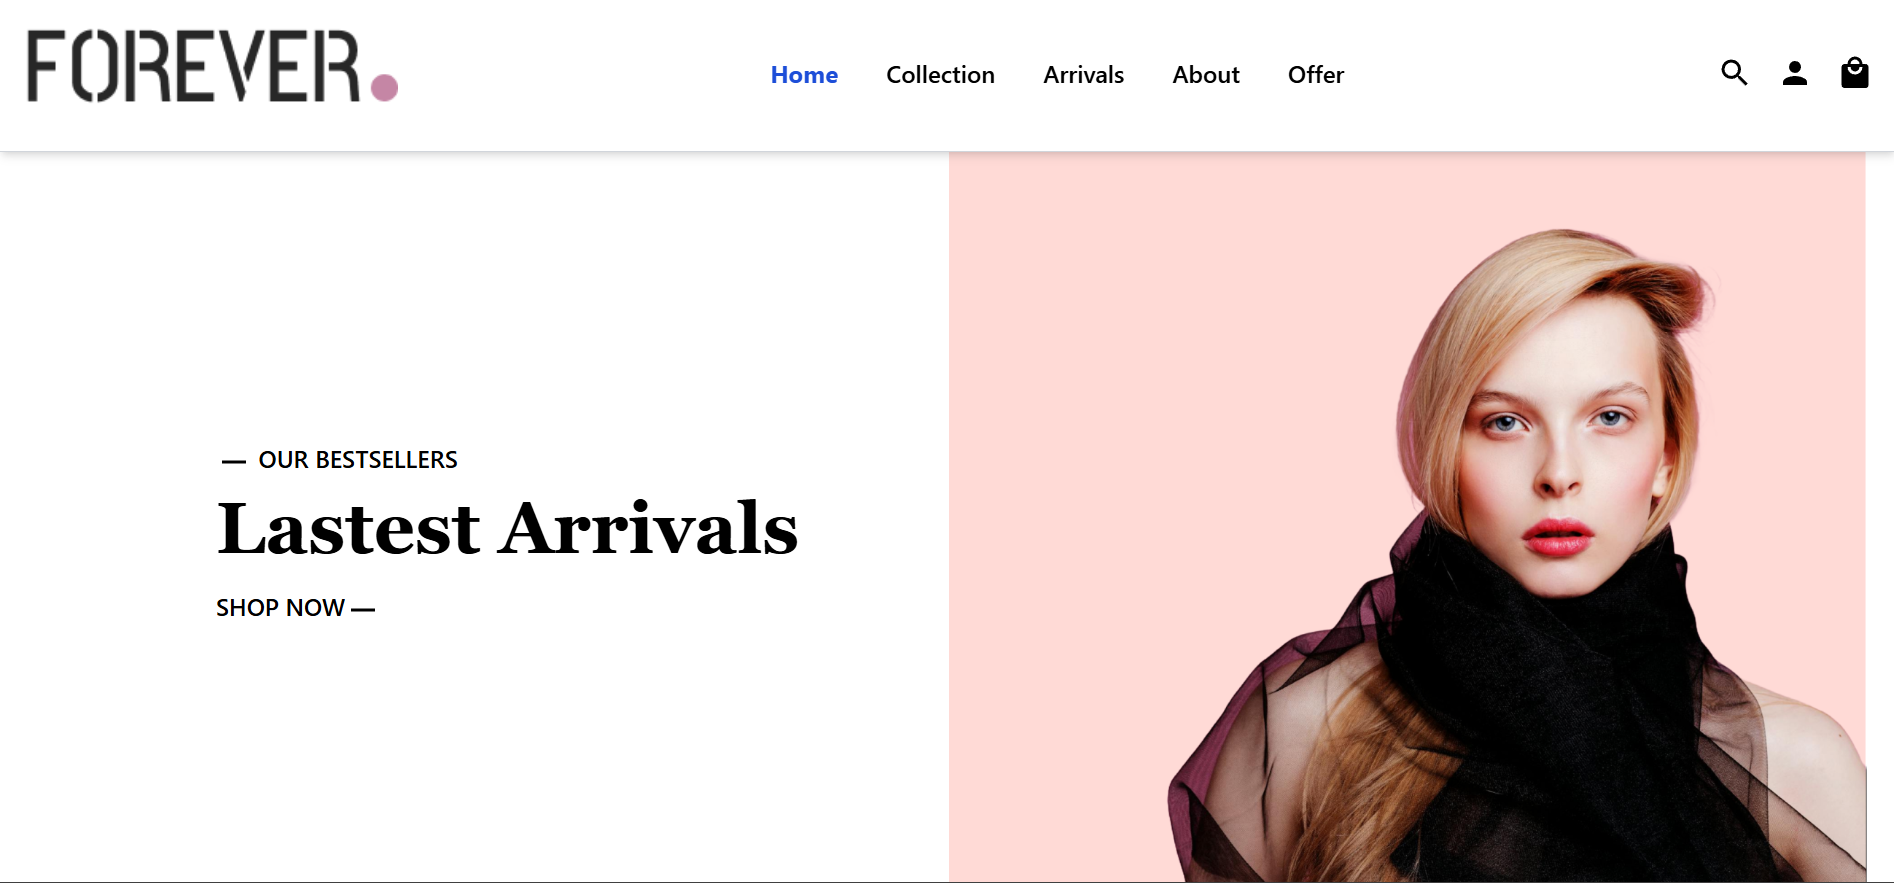 FOREVER.
Home Collection Arrivals About Offer
— OUR BESTSELLERS
Lastest Arrivals
SHOP NOW —